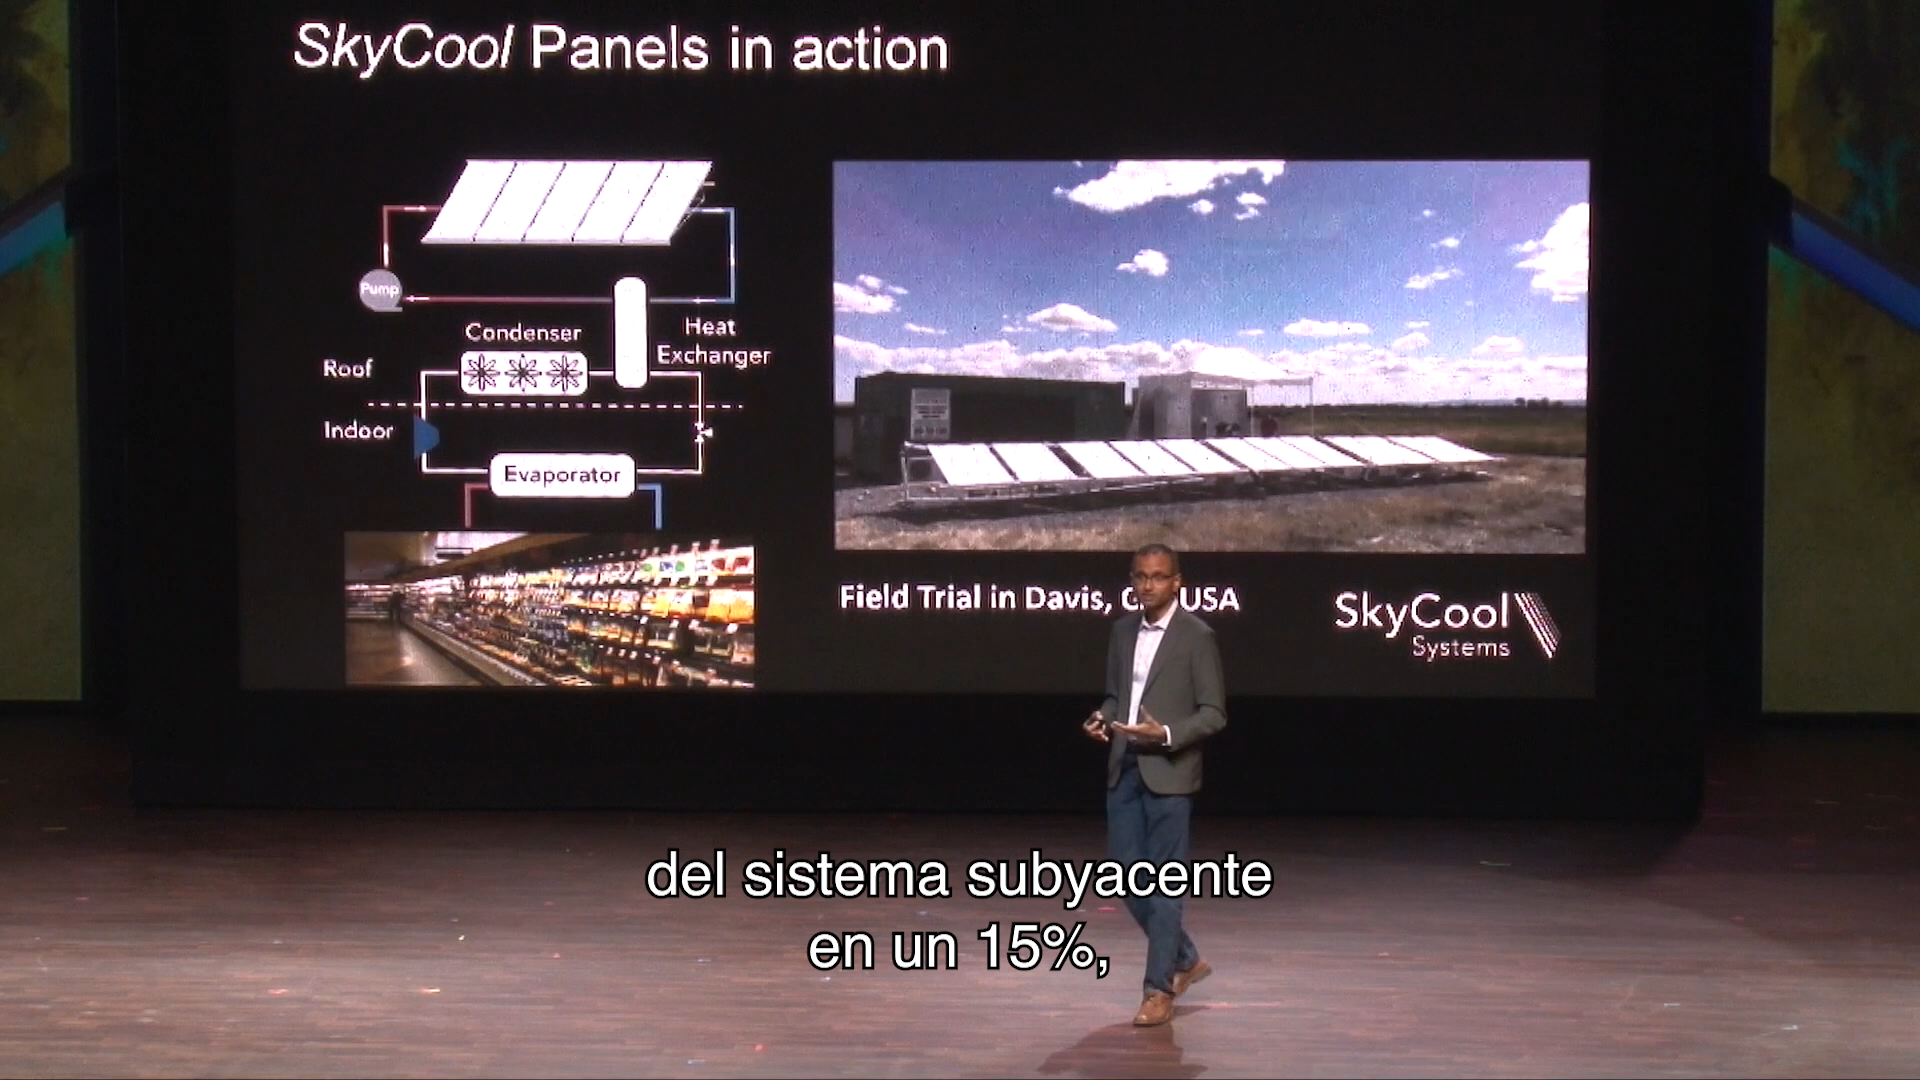 SkyCool Panels in action
Pump
Condenser
Heat
Exchanger
Roof
Indoor
Evaporator
Field Trial in Davis, USA
SkyCool
Systems
del sistema subyacente
en un 15%,